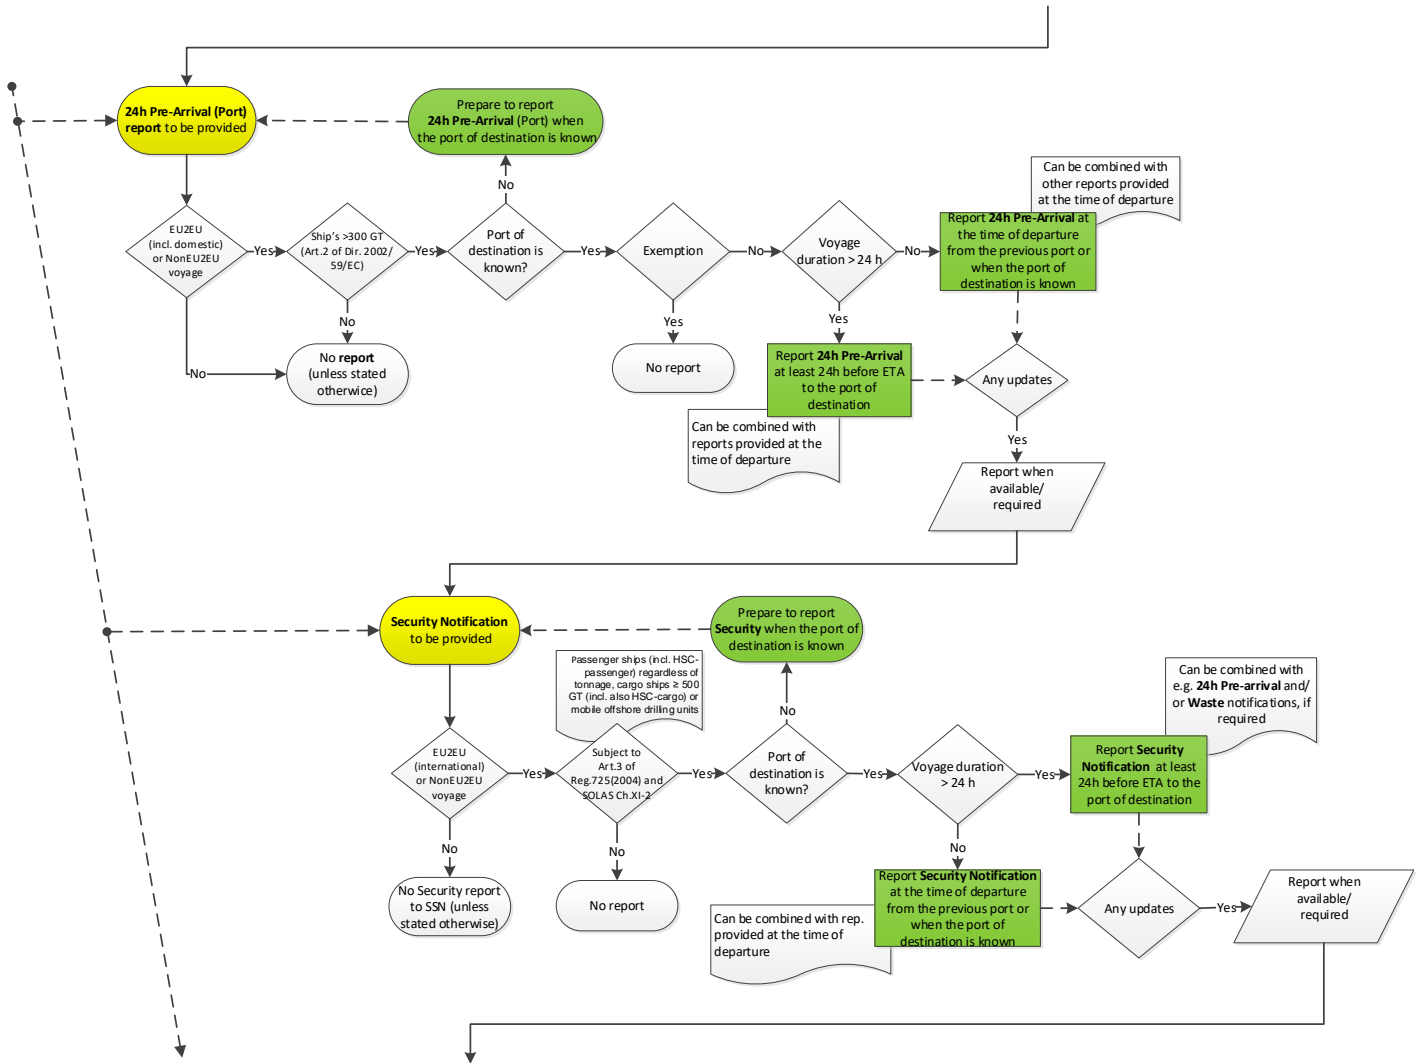 24h Pre-Arrival (Port)
report to be provided
Prepare to report
24h Pre-Arrival (Port) when
the port of destination is known
No
Can be combined with
other reports provided
at the time of departure
EU2EU
(incl. domestic)
or NonEU2EU
voyage
Yes
Ship's >300 GT
(Art.2 of Dir. 2002/
59/EC)
Yes
Port of
destination is
known?
Yes
Exemption
No
Voyage
duration > 24 h
No
Report 24h Pre-Arrival at
the time of departure
from the previous port or
when the port of
destination is known
No
No
Yes
Yes
No report
(unless stated
otherwice)
No report
Report 24h Pre-Arrival
at least 24h before ETA
to the port of
destination
Any updates
Can be combined with
reports provided at the
time of departure
Yes
Report when
available/
required
Security Notification
to be provided
Prepare to report
Security when the port of
destination is known
Passenger ships (incl. HSC-
passenger) regardless of
tonnage, cargo ships ≥ 500
GT (incl. also HSC-cargo) or
mobile offshore drilling units
No
Can be combined with
e.g. 24h Pre-arrival and/
or Waste notifications, if
required
EU2EU
(international)
or NonEU2EU
voyage
Yes
Subject to
Art.3 of
Reg.725(2004) and
SOLAS Ch.XI-2
Yes
Port of
destination is
known?
Yes
Voyage duration
> 24 h
Yes
Report Security
Notification at least
24h before ETA to the
port of destination
No
No
No
No Security report
to SSN (unless
stated otherwise)
No report
Report Security Notification
at the time of departure
from the previous port or
when the port of
destination is known
Can be combined with rep.
provided at the time of
departure
Any updates
Yes
Report when
available/
required